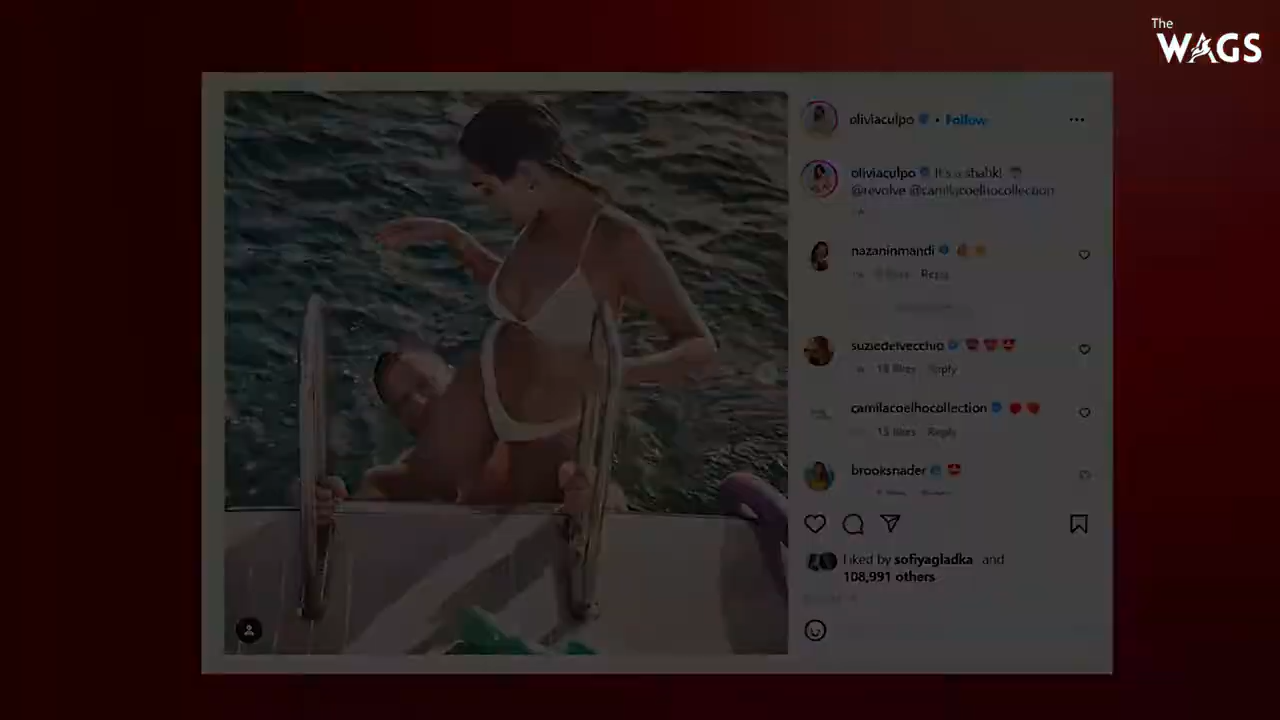 The
WAGS
oliviaculpo • Follow
oliviaculpo It's a shark!
@revolve @camilacoelhocollection
nazaninmandi
Reply
suziedelvecchio
18 likes Reply
camilacoelhocollection
15 likes Reply
brooksnader
Liked by sofiyagladka and
108,991 others